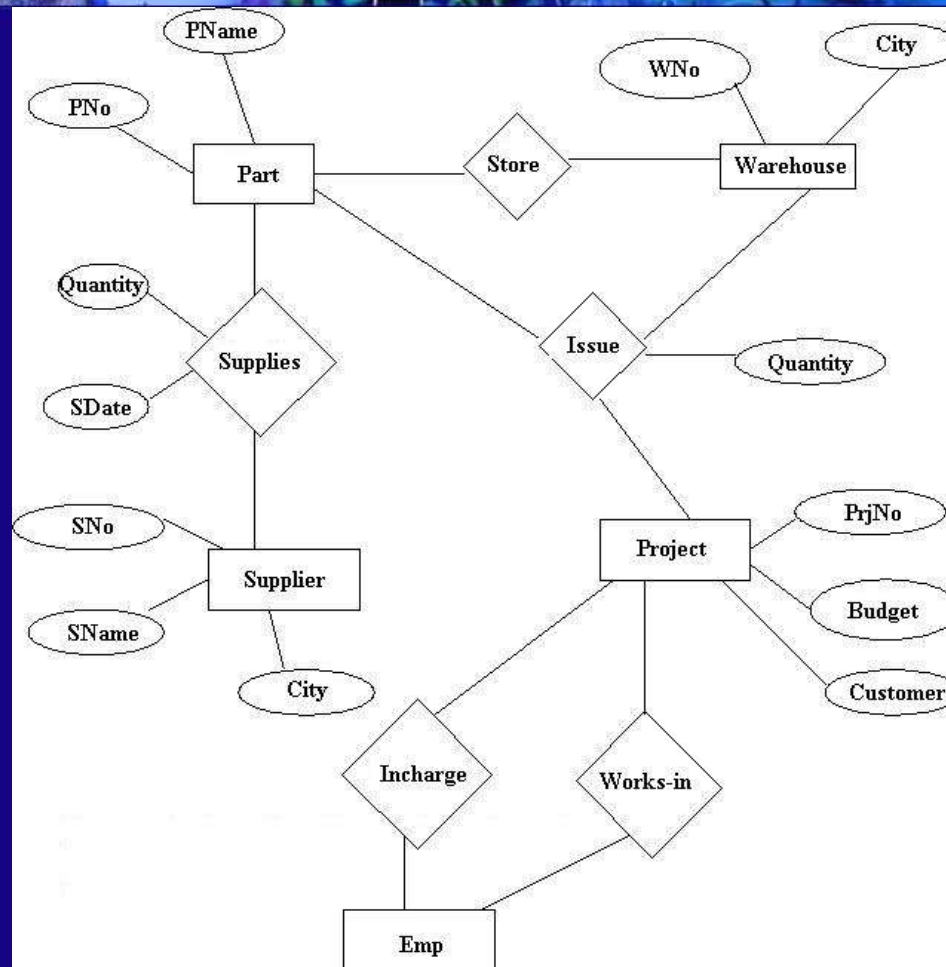 PName
City
WNo
PNo
Store
Warehouse
Part
Quantity
Issue
Supplies
Quantity
SDate
PrjNo
SNo
Project
Supplier
Budget
SName
City
Customer
Incharge
Works-in
Emp